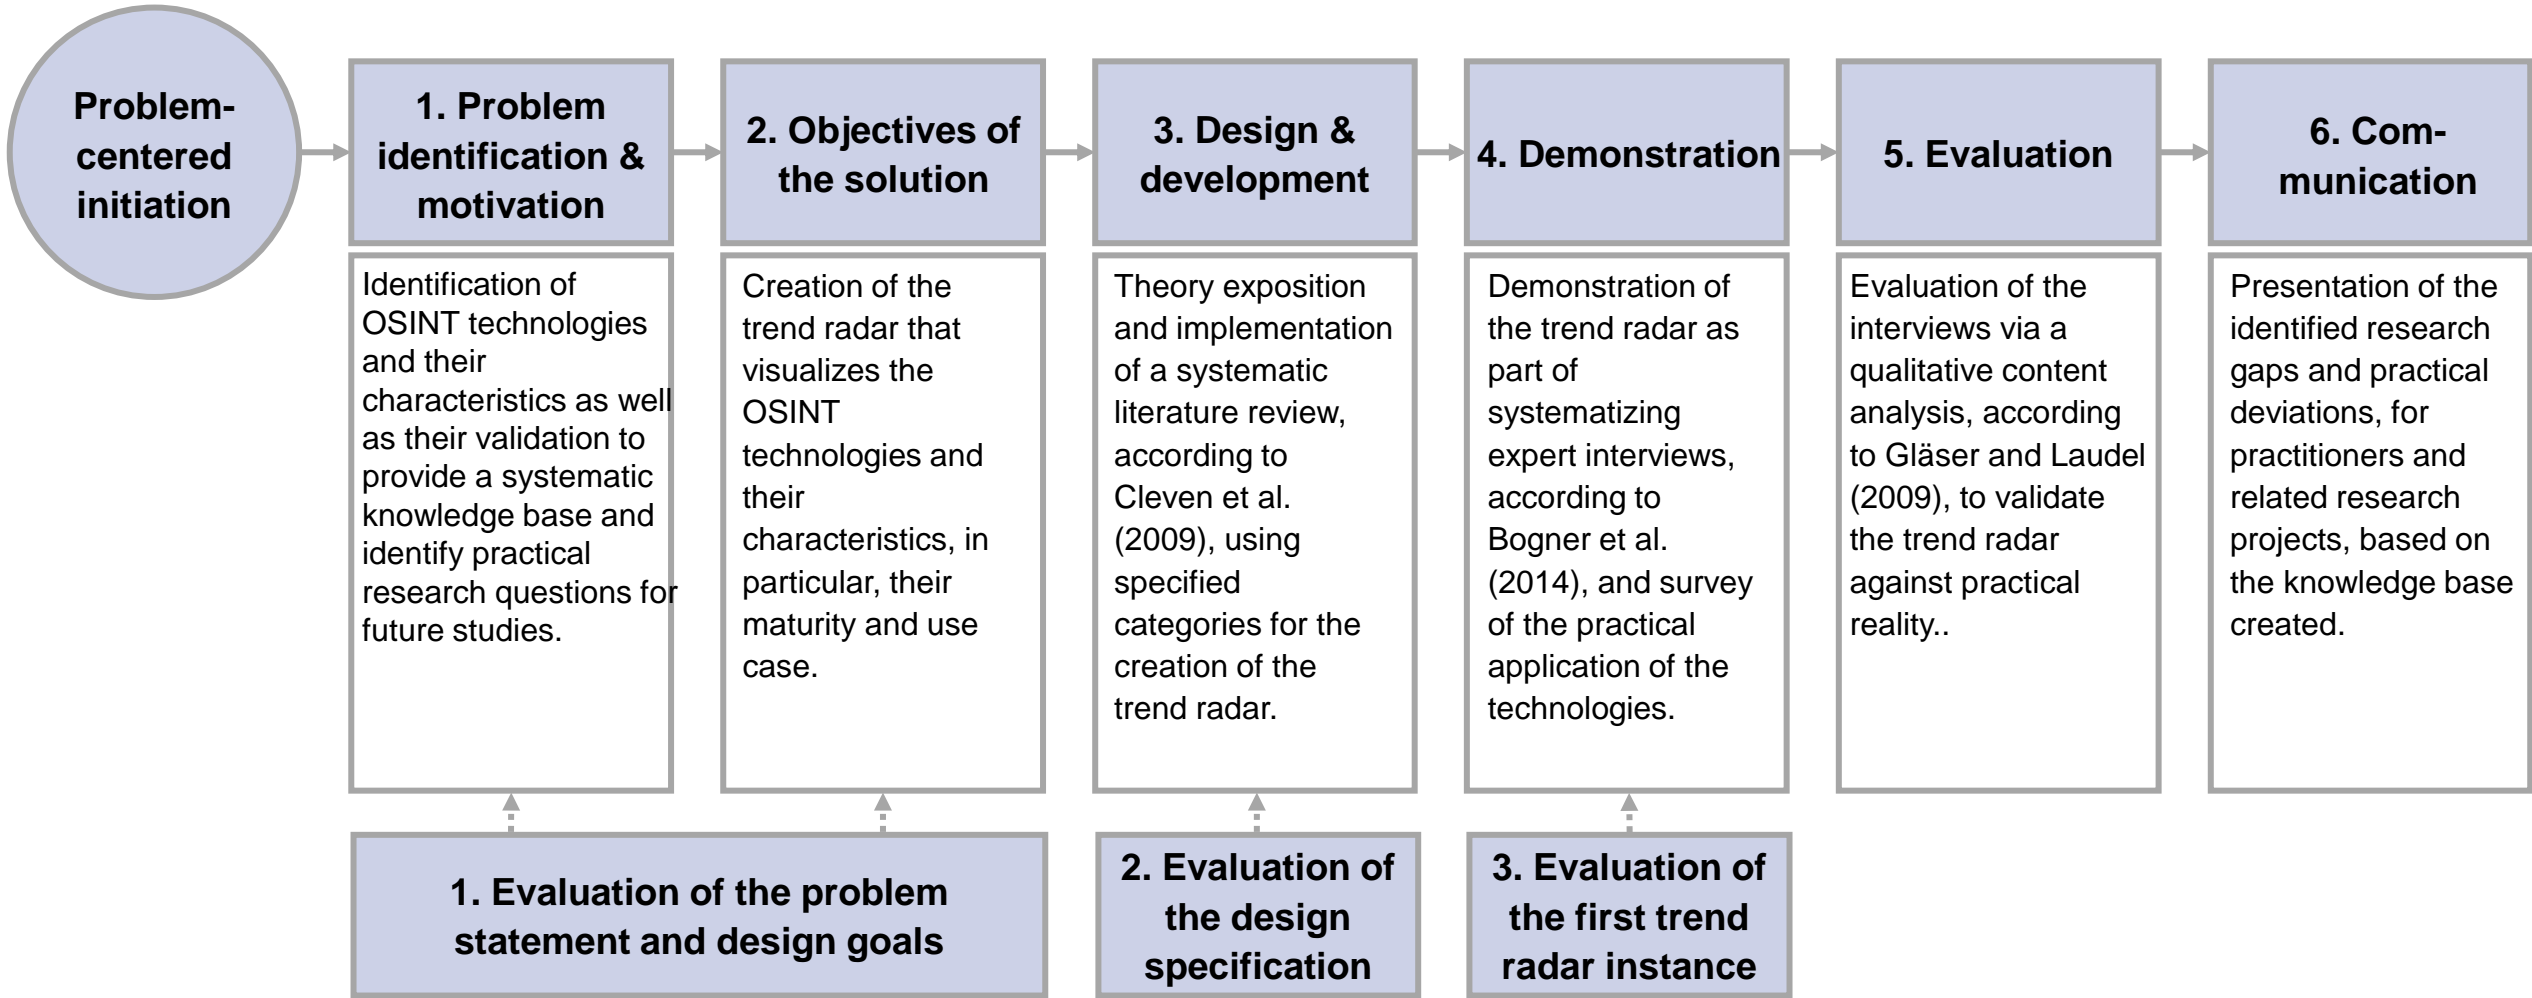 Problem-
centered
initiation
1. Problem
identification &
motivation
2. Objectives of
the solution
3. Design &
development
4. Demonstration
5. Evaluation
6. Com-
munication
Identification of
OSINT technologies
and their
characteristics as well
as their validation to
provide a systematic
knowledge base and
identify practical
research questions for
future studies.
Creation of the
trend radar that
visualizes the
OSINT
technologies and
their
characteristics, in
particular, their
maturity and use
case.
Theory exposition
and implementation
of a systematic
literature review,
according to
Cleven et al.
(2009), using
specified
categories for the
creation of the
trend radar.
Demonstration of
the trend radar as
part of
systematizing
expert interviews,
according to
Bogner et al.
(2014), and survey
of the practical
application of the
technologies.
Evaluation of the
interviews via a
qualitative content
analysis, according
to Gläser and Laudel
(2009), to validate
the trend radar
against practical
reality..
Presentation of the
identified research
gaps and practical
deviations, for
practitioners and
related research
projects, based on
the knowledge base
created.
1. Evaluation of the problem
statement and design goals
2. Evaluation of
the design
specification
3. Evaluation of
the first trend
radar instance